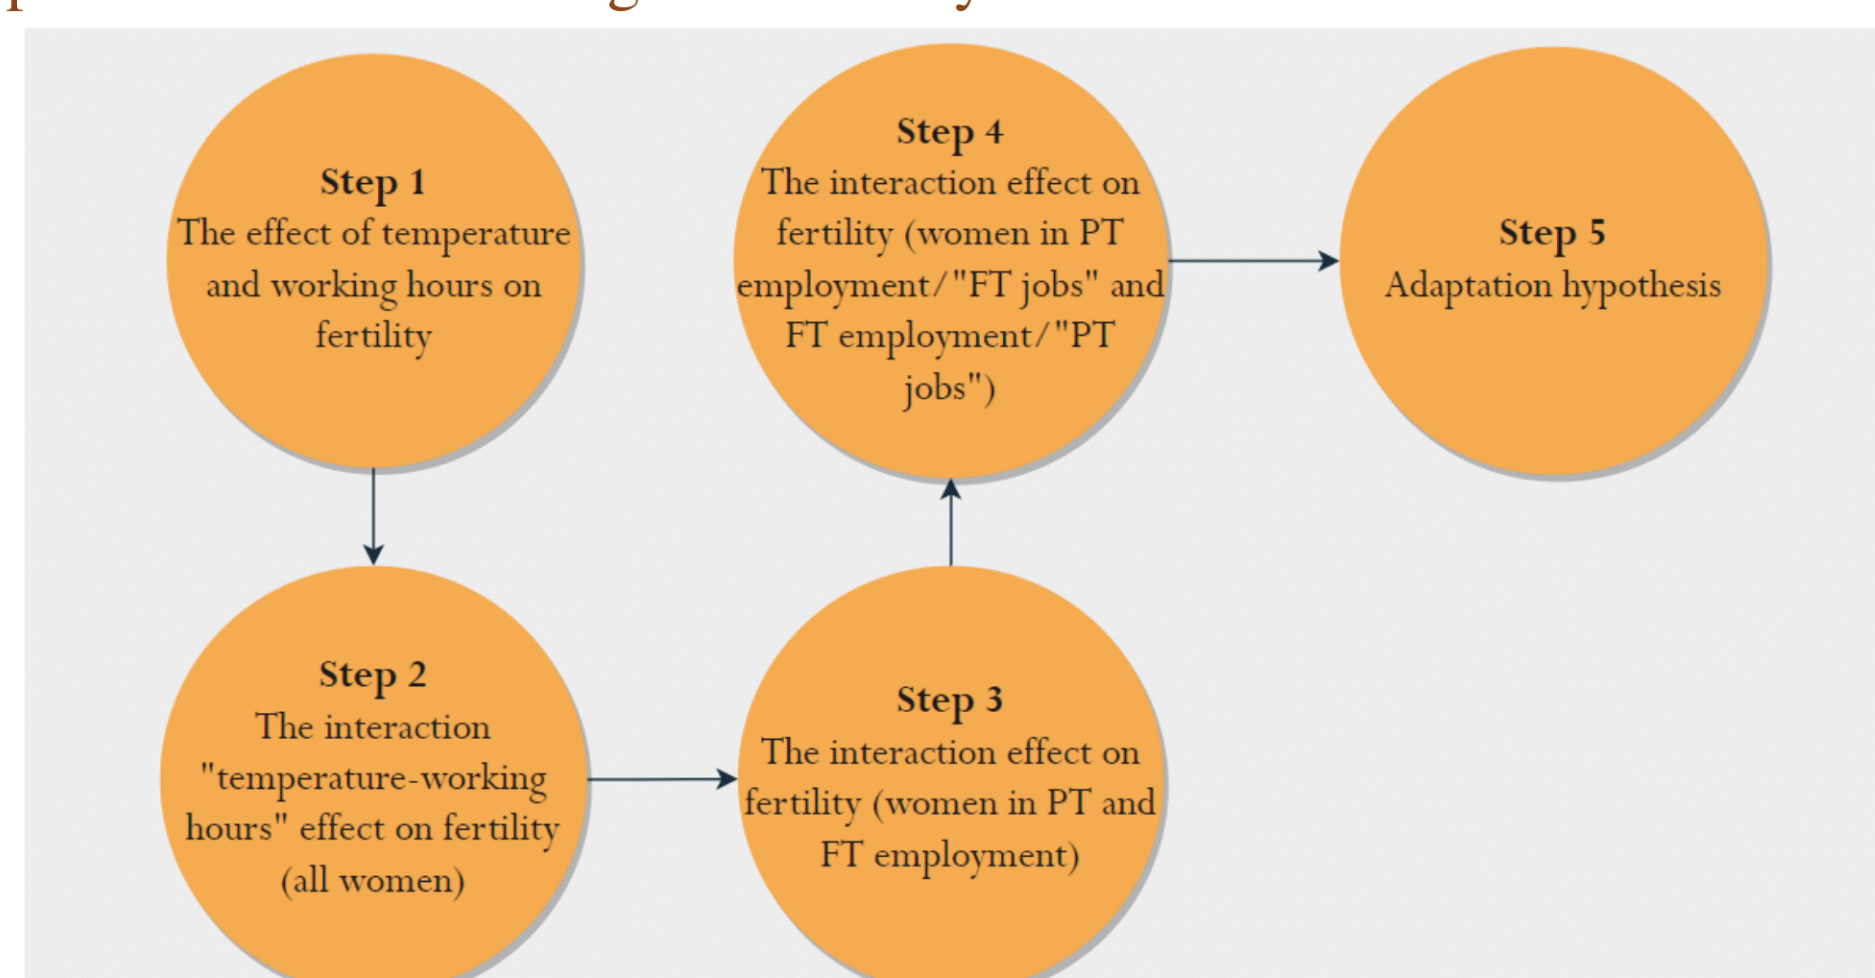 Step 1
The effect of temperature
and working hours on
fertility
Step 2
The interaction
"temperature-working
hours" effect on fertility
(all women)
Step 3
The interaction effect on
fertility (women in PT and
FT employment)
Step 4
The interaction effect on
fertility (women in PT
employment/"FT jobs" and
FT employment/"PT
jobs")
Step 5
Adaptation hypothesis